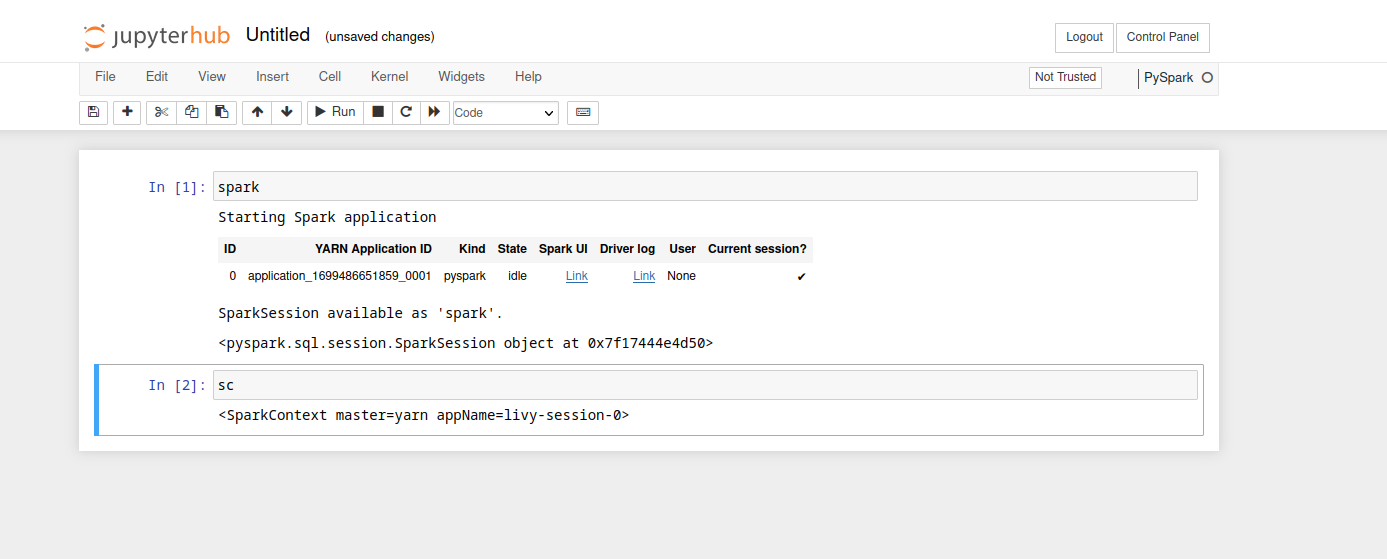 jupyterhub Untitled (unsaved changes) Logout Control Panel
File Edit View Insert Cell Kernel Widgets Help Not Trusted PySpark
Run Code
In [1]: spark
Starting Spark application
ID YARN Application ID Kind State Spark UI Driver log User Current session?
0 application_1699486651859_0001 pyspark idle Link Link None ✔
SparkSession available as 'spark'.
<pyspark.sql.session.SparkSession object at 0x7f17444e4d50>
In [2]: sc
<SparkContext master=yarn appName=livy-session-0>